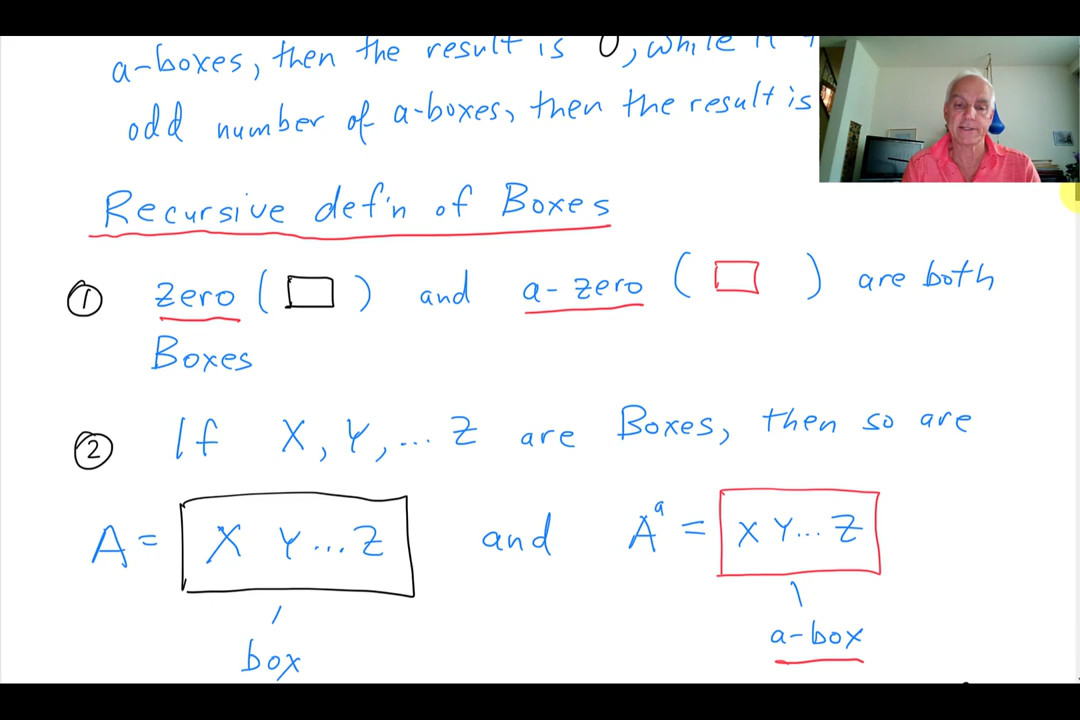 a-boxes, then the result is 0, while if
odd number of a-boxes, then the result is
Recursive def'n of Boxes
① zero ( □ ) and a-zero ( □ ) are both
Boxes
② If X, Y, ... Z are Boxes, then so are
A = X Y ... Z and Aᵃ = X Y ... Z
box a-box